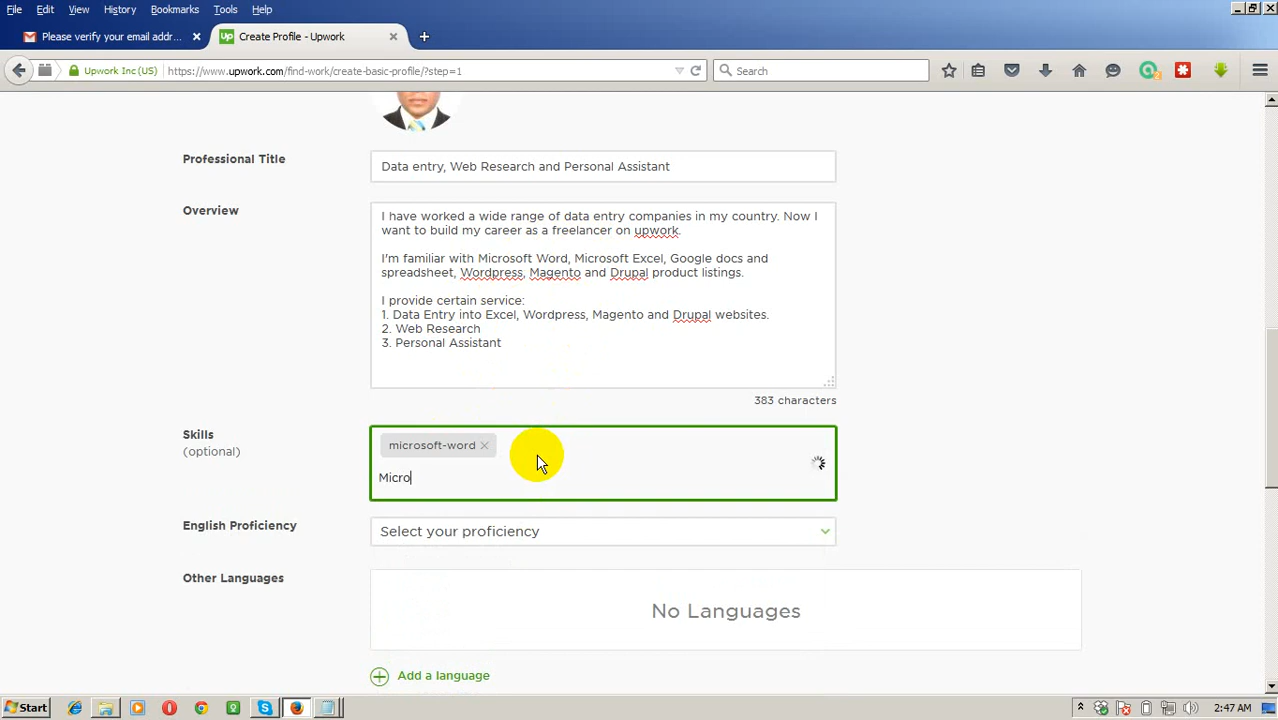 File Edit View History Bookmarks Tools Help
Please verify your email addr...
Up Create Profile - Upwork
Upwork Inc (US) https://www.upwork.com/find-work/create-basic-profile/?step=1 Search
Professional Title
Data entry, Web Research and Personal Assistant
Overview
I have worked a wide range of data entry companies in my country. Now I
want to build my career as a freelancer on upwork.
I'm familiar with Microsoft Word, Microsoft Excel, Google docs and
spreadsheet, Wordpress, Magento and Drupal product listings.
I provide certain service:
1. Data Entry into Excel, Wordpress, Magento and Drupal websites.
2. Web Research
3. Personal Assistant
383 characters
Skills
(optional)
microsoft-word
Micro
English Proficiency
Select your proficiency
Other Languages
No Languages
Add a language
Start
2:47 AM